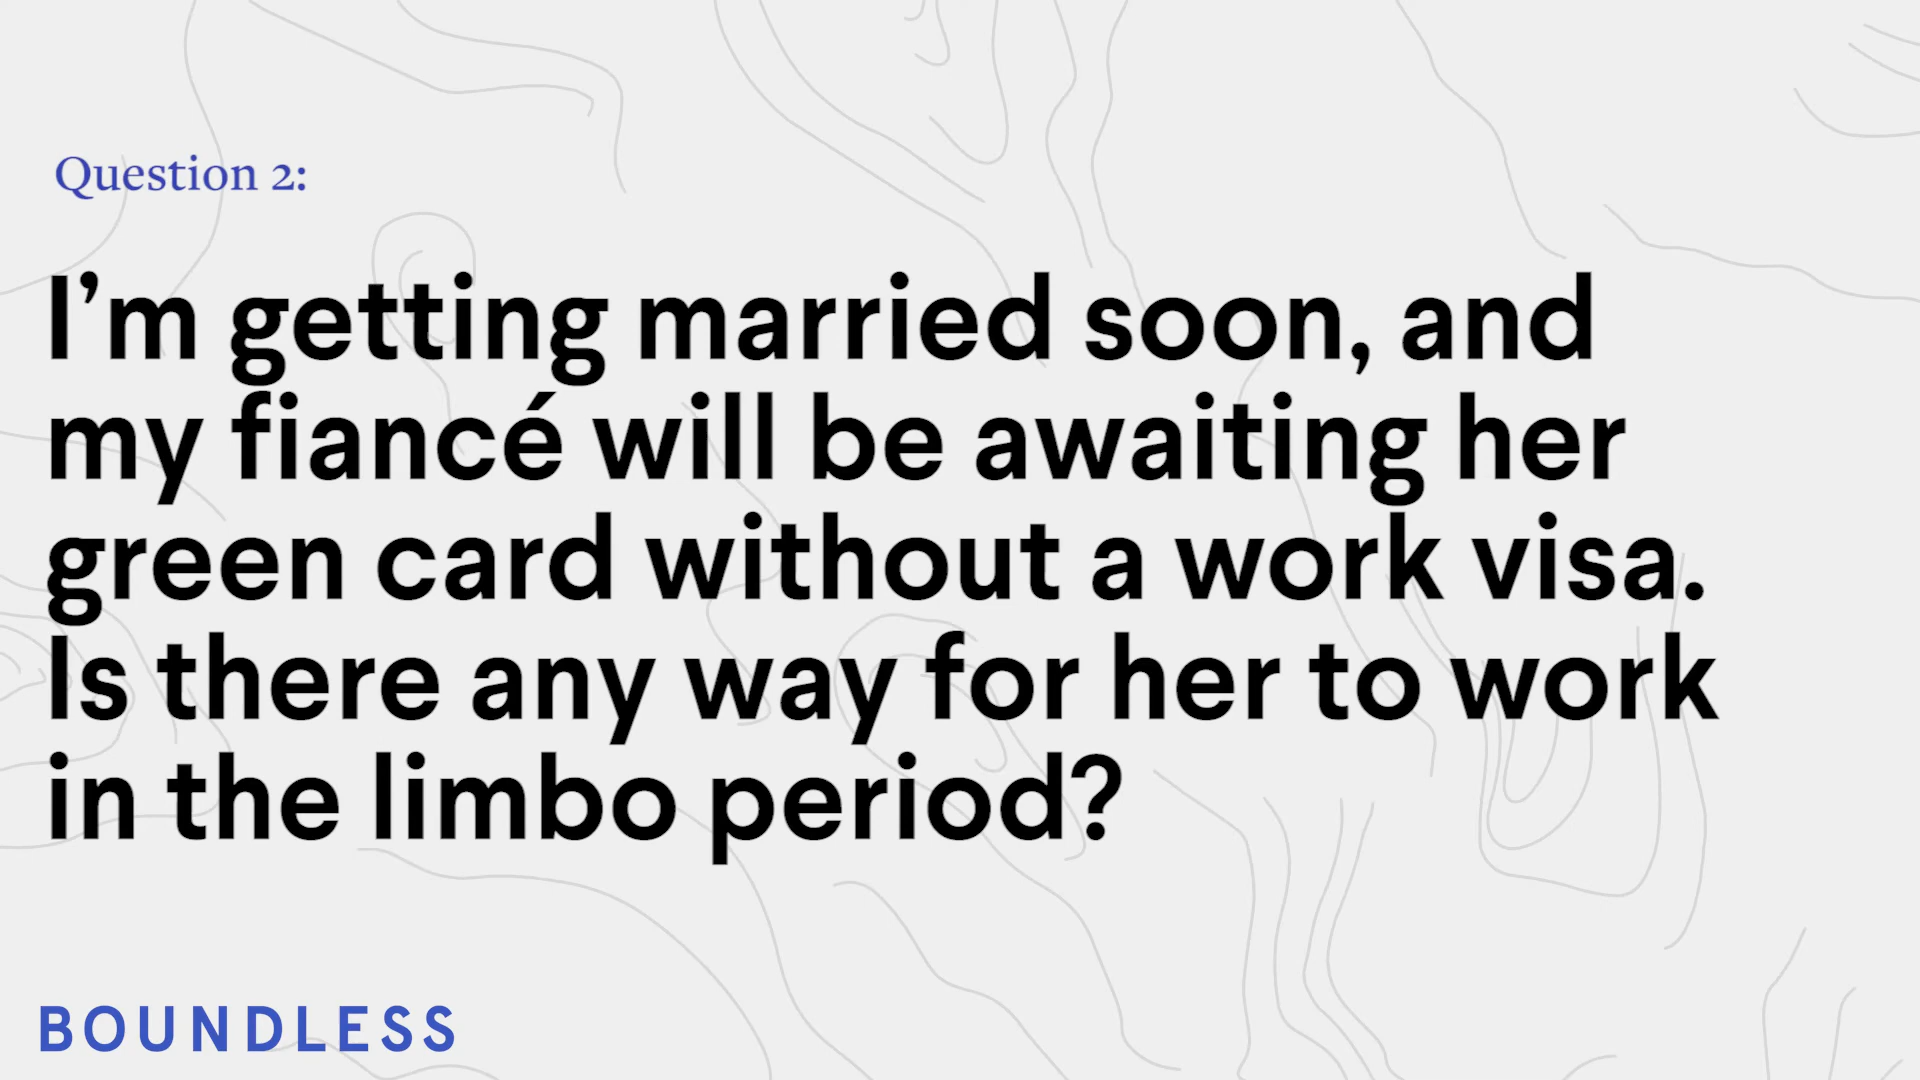 Question 2:
I’m getting married soon, and
my fiancé will be awaiting her
green card without a work visa.
Is there any way for her to work
in the limbo period?
BOUNDLESS